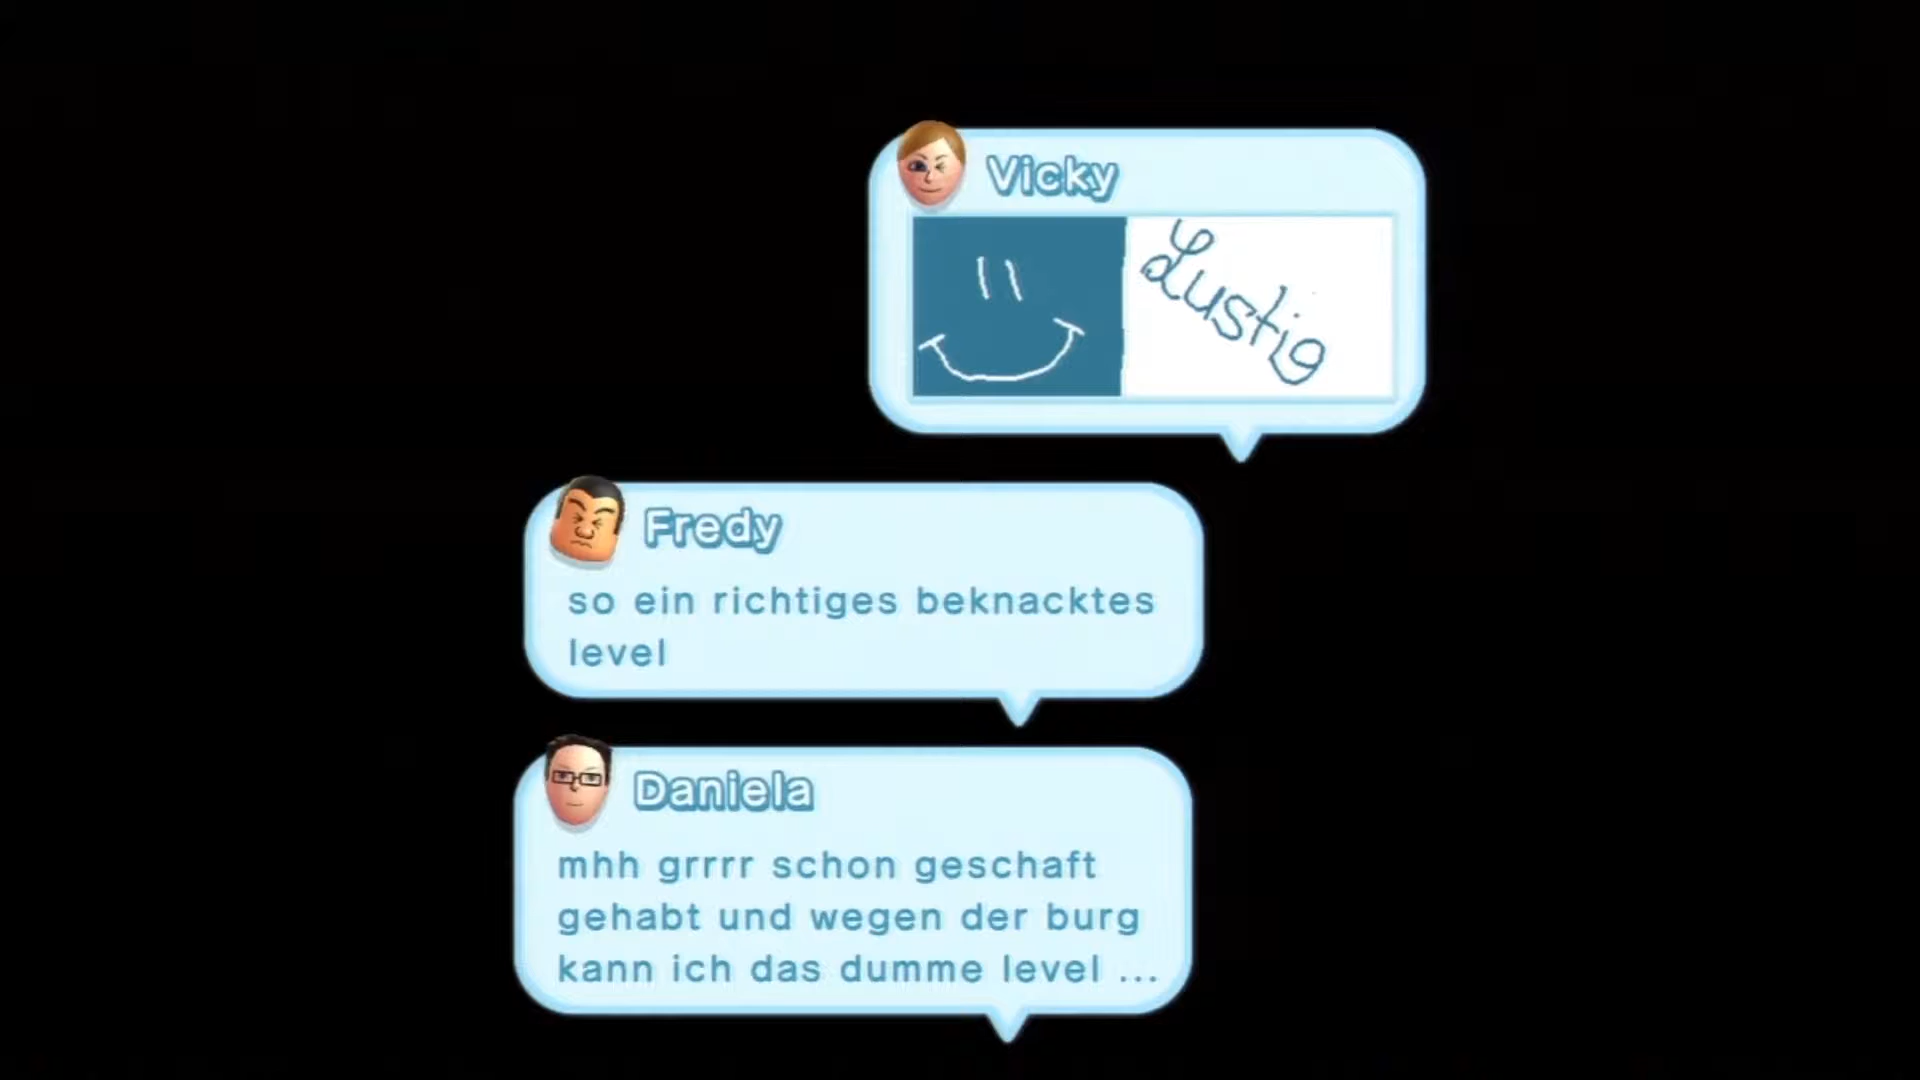 Vicky
Lustig
Fredy
so ein richtiges beknacktes
level
Daniela
mhh grrrr schon geschaft
gehabt und wegen der burg
kann ich das dumme level ...